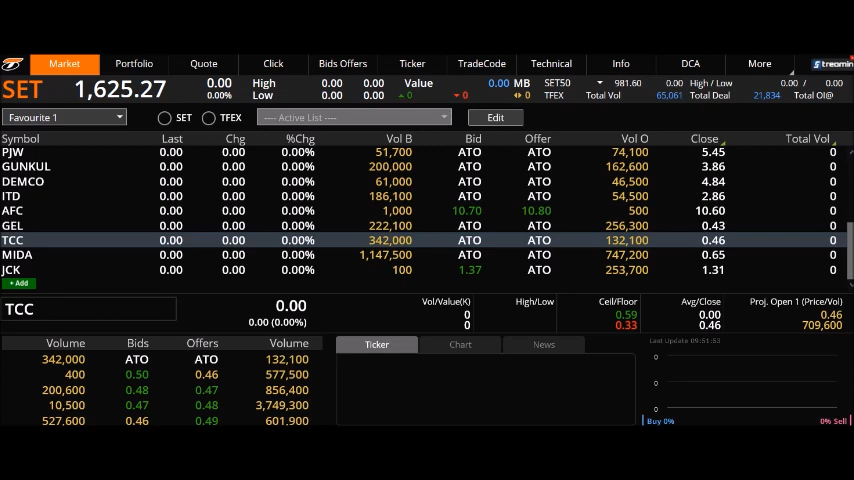 Market Portfolio Quote Click Bids Offers Ticker TradeCode Technical Info DCA More Streamin
SET 1,625.27 0.00 High 0.00 0.00 Value 0.00 MB SET50 981.60 0.00 High / Low 0.00 / 0.00
0.00% Low 0.00 0.00 0 0 0 TFEX Total Vol 65,061 Total Deal 21,834 Total OI@
Favourite 1 SET TFEX ---- Active List ---- Edit
Symbol Last Chg %Chg Vol B Bid Offer Vol O Close Total Vol
PJW 0.00 0.00 0.00% 51,700 ATO ATO 74,100 5.45 0
GUNKUL 0.00 0.00 0.00% 200,000 ATO ATO 162,600 3.86 0
DEMCO 0.00 0.00 0.00% 61,000 ATO ATO 46,500 4.84 0
ITD 0.00 0.00 0.00% 186,100 ATO ATO 54,500 2.86 0
AFC 0.00 0.00 0.00% 1,000 10.70 10.80 500 10.60 0
GEL 0.00 0.00 0.00% 222,100 ATO ATO 256,300 0.43 0
TCC 0.00 0.00 0.00% 342,000 ATO ATO 132,100 0.46 0
MIDA 0.00 0.00 0.00% 1,147,500 ATO ATO 747,200 0.65 0
JCK 0.00 0.00 0.00% 100 1.37 ATO 253,700 1.31 0
+ Add
TCC 0.00 Vol/Value(K) High/Low Ceil/Floor Avg/Close Proj. Open 1 (Price/Vol)
0 0.59 0.00 0.46
0.00 (0.00%) 0 0.33 0.46 709,600
Volume Bids Offers Volume Ticker Chart News Last Update 09:51:53
342,000 ATO ATO 132,100 0
400 0.50 0.46 577,500
200,600 0.48 0.47 856,400 0
10,500 0.47 0.48 3,749,300 0
527,600 0.46 0.49 601,900 Buy 0% 0% Sell